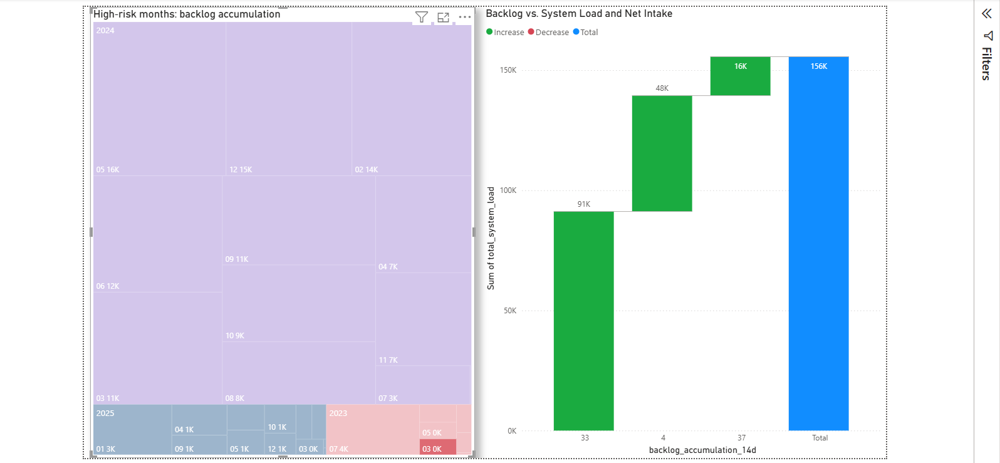 High-risk months: backlog accumulation
2024
05 16K
12 15K
02 14K
06 12K
09 11K
04 7K
10 9K
11 7K
03 11K
08 8K
07 3K
2025
01 3K
04 1K
09 1K
05 1K
10 1K
12 1K
03 0K
2023
07 4K
05 0K
03 0K
Backlog vs. System Load and Net Intake
Increase Decrease Total
150K
100K
50K
0K
Sum of total_system_load
91K
48K
16K
156K
33 4 37 Total
backlog_accumulation_14d
Filters